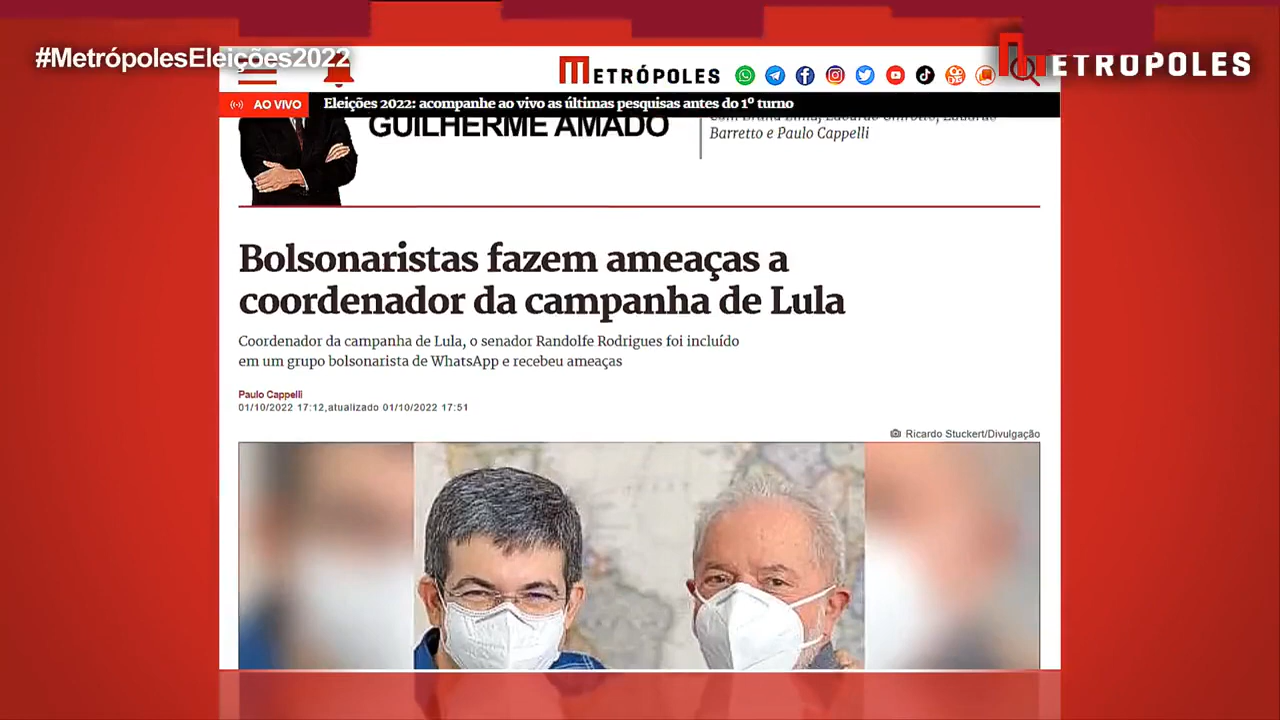 #MetrópolesEleições2022
METRÓPOLES
METROPOLES
AO VIVO
Eleições 2022: acompanhe ao vivo as últimas pesquisas antes do 1º turno
GUILHERME AMADO
Barretto e Paulo Cappelli
Bolsonaristas fazem ameaças a
coordenador da campanha de Lula
Coordenador da campanha de Lula, o senador Randolfe Rodrigues foi incluído
em um grupo bolsonarista de WhatsApp e recebeu ameaças
Paulo Cappelli
01/10/2022 17:12,atualizado 01/10/2022 17:51
Ricardo Stuckert/Divulgação